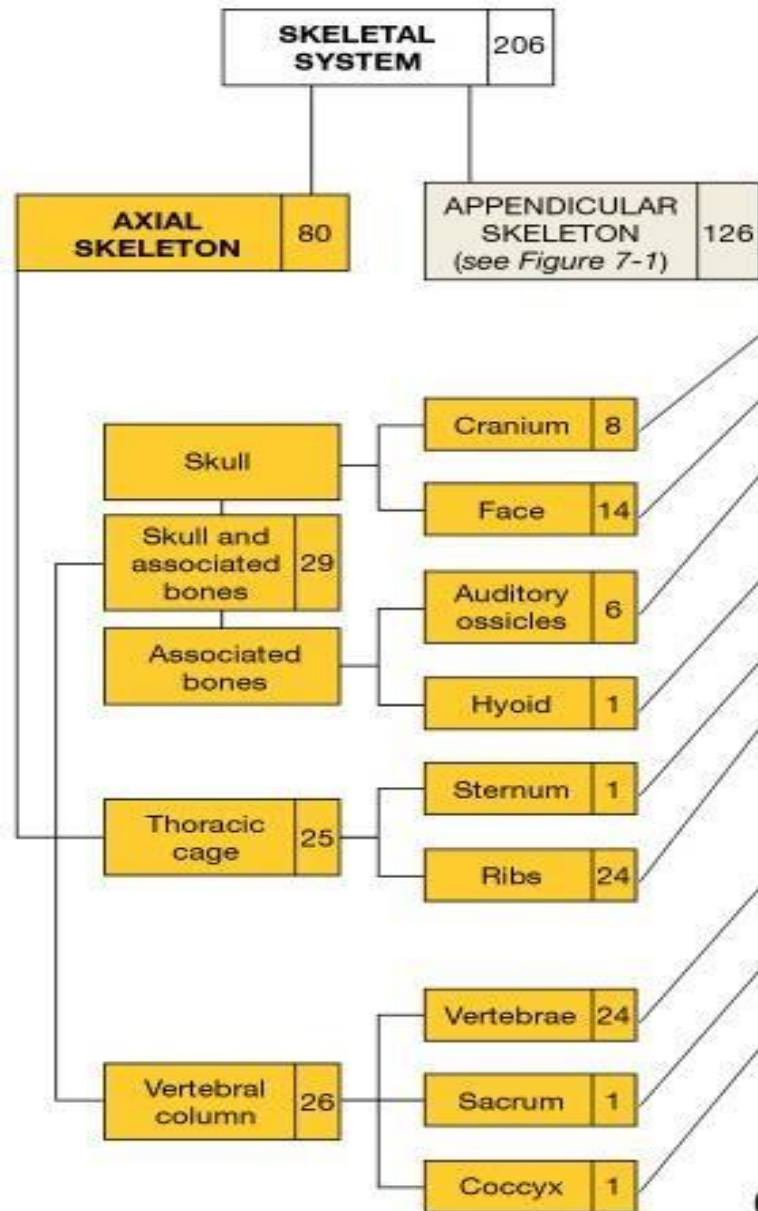 SKELETAL
SYSTEM
206
AXIAL
SKELETON
80
APPENDICULAR
SKELETON
(see Figure 7-1)
126
Skull
Cranium 8
Face 14
Skull and
associated
bones
29
Associated
bones
Auditory
ossicles
6
Hyoid 1
Thoracic
cage
25
Sternum 1
Ribs 24
Vertebral
column
26
Vertebrae 24
Sacrum 1
Coccyx 1